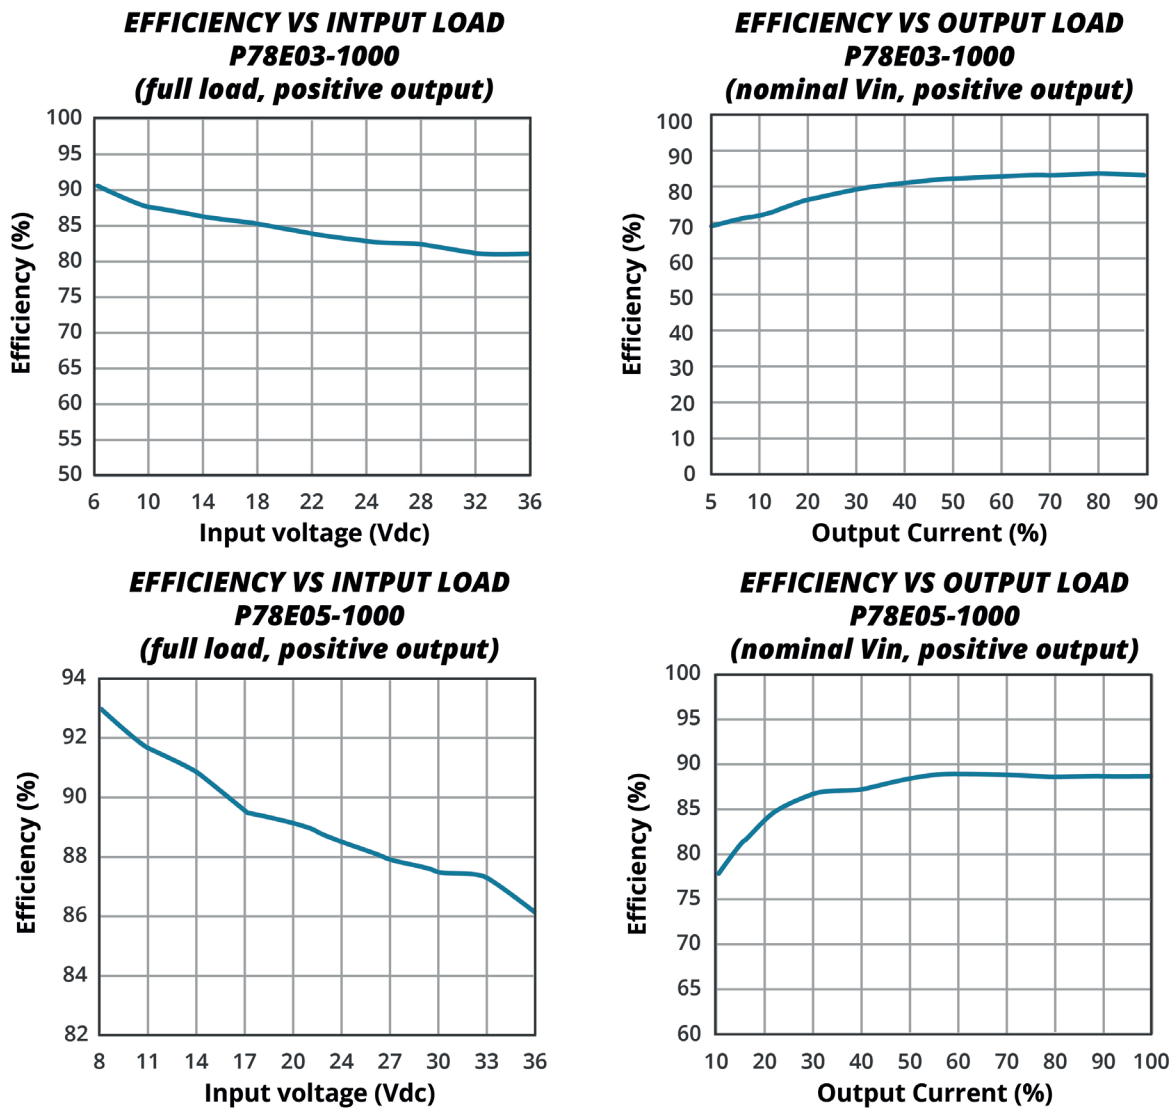 EFFICIENCY VS INTPUT LOAD
P78E03-1000
(full load, positive output)
100
95
90
85
80
75
70
65
60
55
50
Efficiency (%)
6 10 14 18 22 24 28 32 36
Input voltage (Vdc)
EFFICIENCY VS OUTPUT LOAD
P78E03-1000
(nominal Vin, positive output)
100
90
80
70
60
50
40
30
20
10
0
Efficiency (%)
5 10 20 30 40 50 60 70 80 90
Output Current (%)
EFFICIENCY VS INTPUT LOAD
P78E05-1000
(full load, positive output)
94
92
90
88
86
84
82
Efficiency (%)
8 11 14 17 20 24 27 30 33 36
Input voltage (Vdc)
EFFICIENCY VS OUTPUT LOAD
P78E05-1000
(nominal Vin, positive output)
100
95
90
85
80
75
70
65
60
Efficiency (%)
10 20 30 40 50 60 70 80 90 100
Output Current (%)